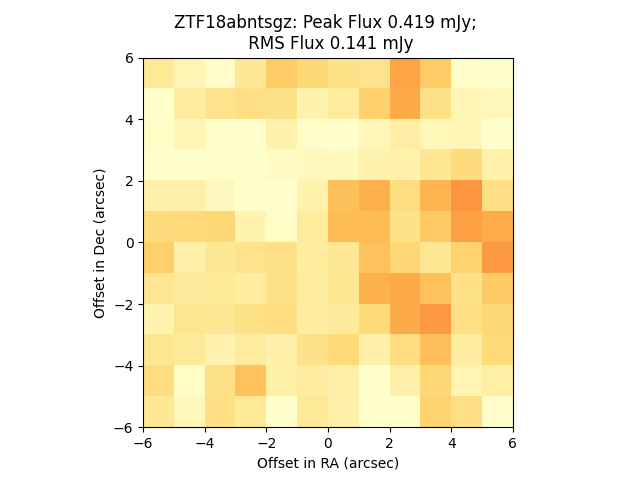 ZTF18abntsgz: Peak Flux 0.419 mJy;
RMS Flux 0.141 mJy
6
4
2
0
−2
−4
−6
Offset in Dec (arcsec)
−6 −4 −2 0 2 4 6
Offset in RA (arcsec)